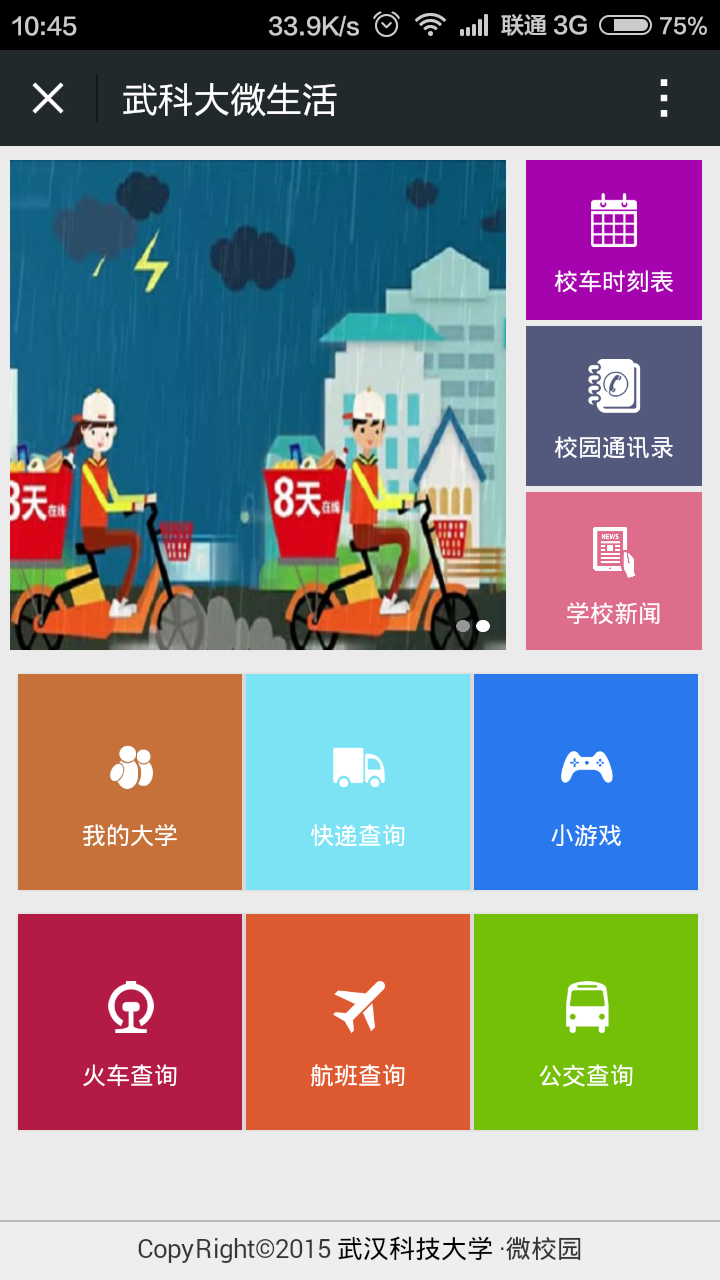 10:45 33.9K/s 联通 3G 75%
武科大微生活
校车时刻表
8天在线
8天在线
校园通讯录
NEWS
学校新闻
我的大学 快递查询 小游戏
火车查询 航班查询 公交查询
CopyRight©2015 武汉科技大学 ·微校园